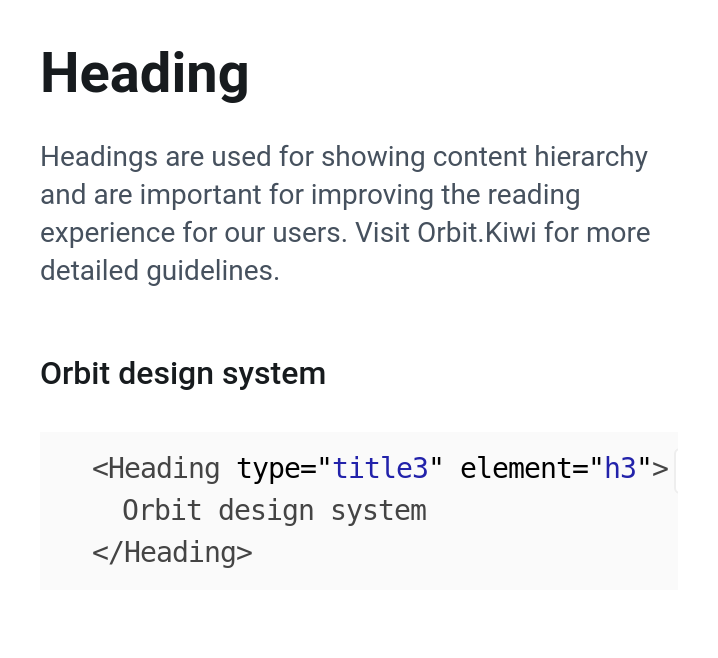 Heading
Headings are used for showing content hierarchy
and are important for improving the reading
experience for our users. Visit Orbit.Kiwi for more
detailed guidelines.
Orbit design system
<Heading type="title3" element="h3">
Orbit design system
</Heading>